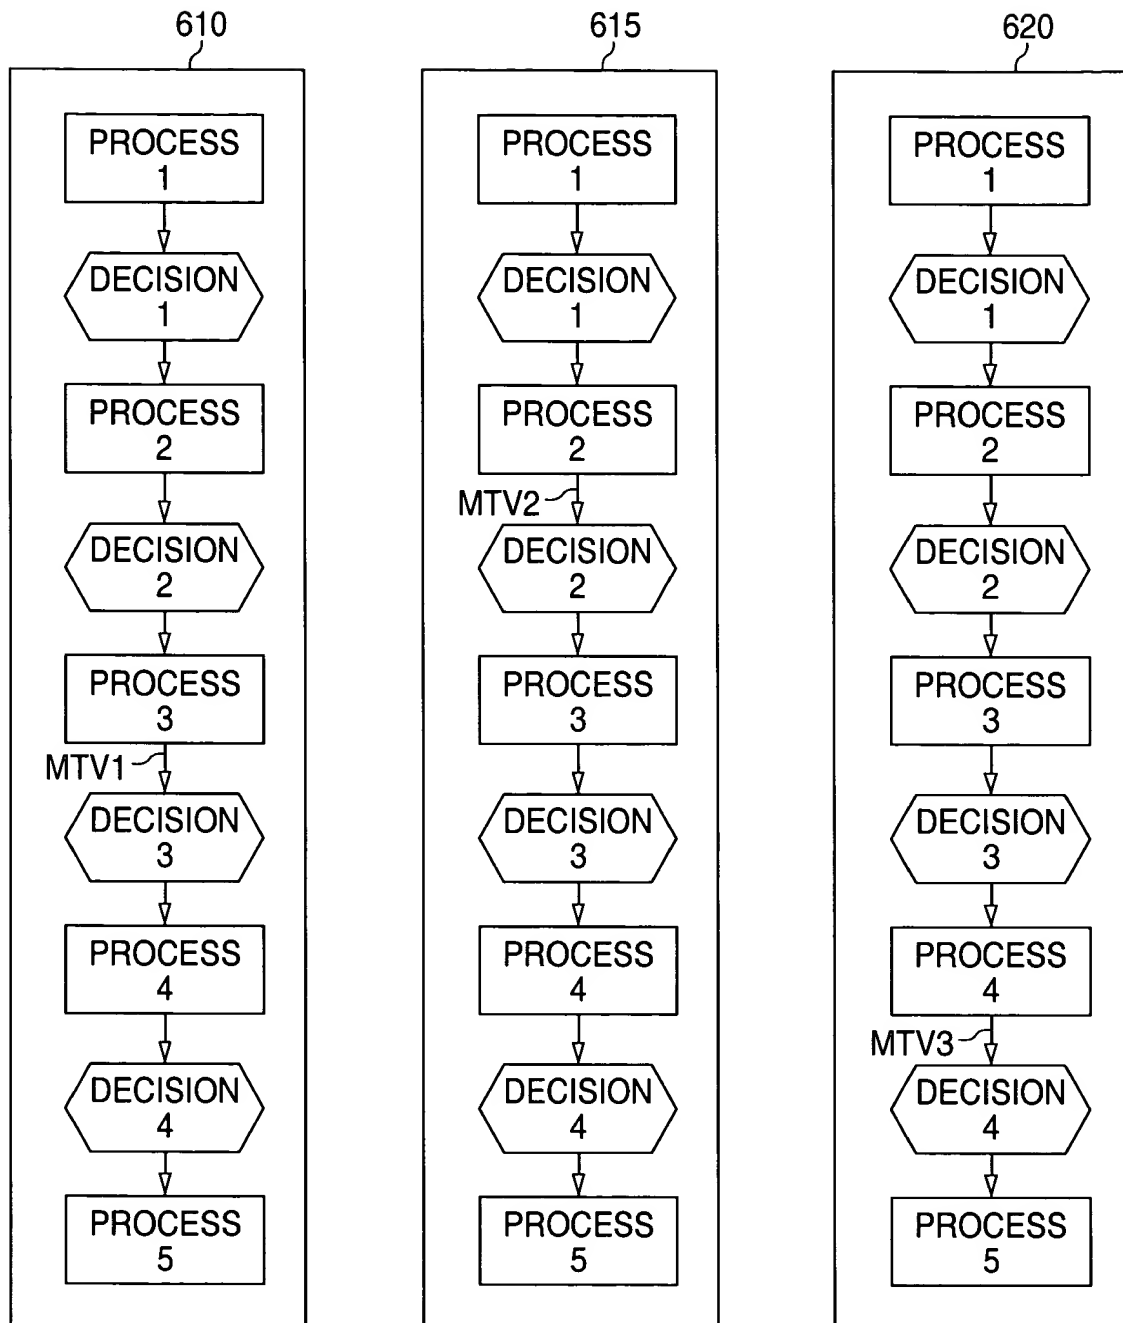 610
PROCESS
1
DECISION
1
PROCESS
2
DECISION
2
PROCESS
3
MTV1
DECISION
3
PROCESS
4
DECISION
4
PROCESS
5
615
PROCESS
1
DECISION
1
PROCESS
2
MTV2
DECISION
2
PROCESS
3
DECISION
3
PROCESS
4
DECISION
4
PROCESS
5
620
PROCESS
1
DECISION
1
PROCESS
2
DECISION
2
PROCESS
3
DECISION
3
PROCESS
4
MTV3
DECISION
4
PROCESS
5